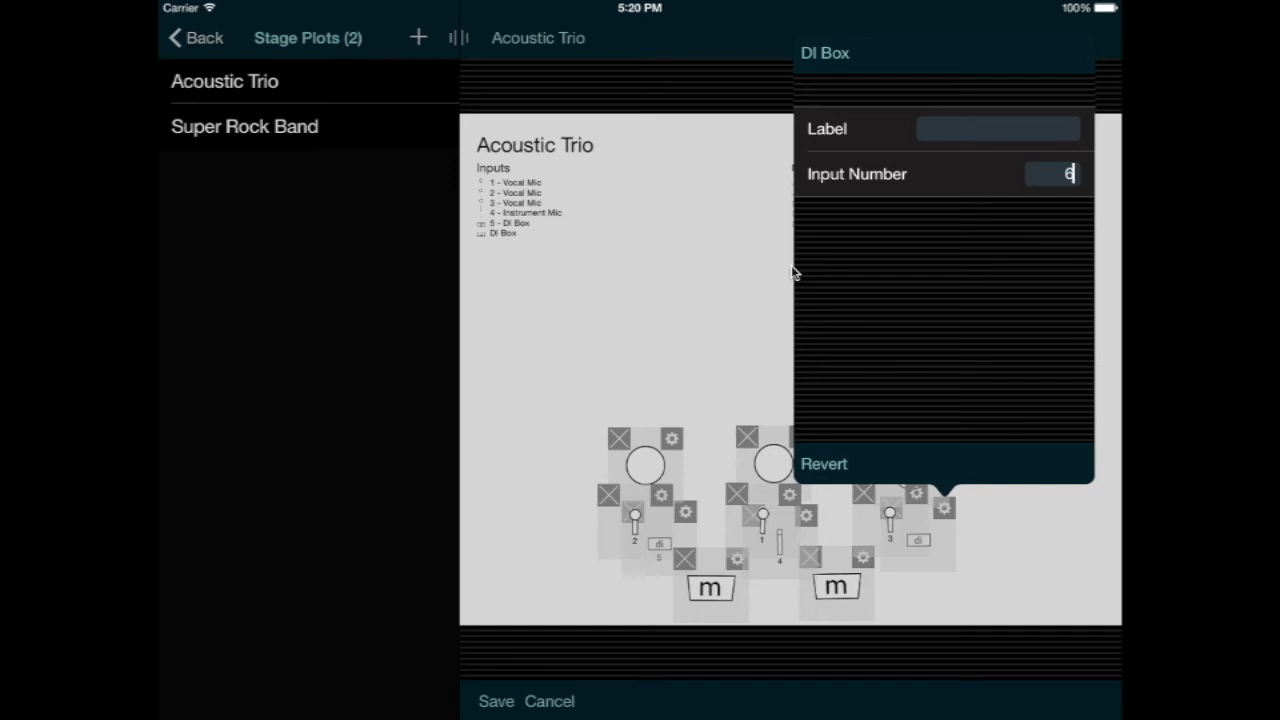 Carrier 5:20 PM 100%
Back Stage Plots (2) + Acoustic Trio
DI Box
Acoustic Trio
Super Rock Band
Label
Input Number 6
Acoustic Trio
Inputs
1 - Vocal Mic
2 - Vocal Mic
3 - Vocal Mic
4 - Instrument Mic
5 - DI Box
DI Box
Revert
2 di 5 1 4 3 di
m m
Save Cancel